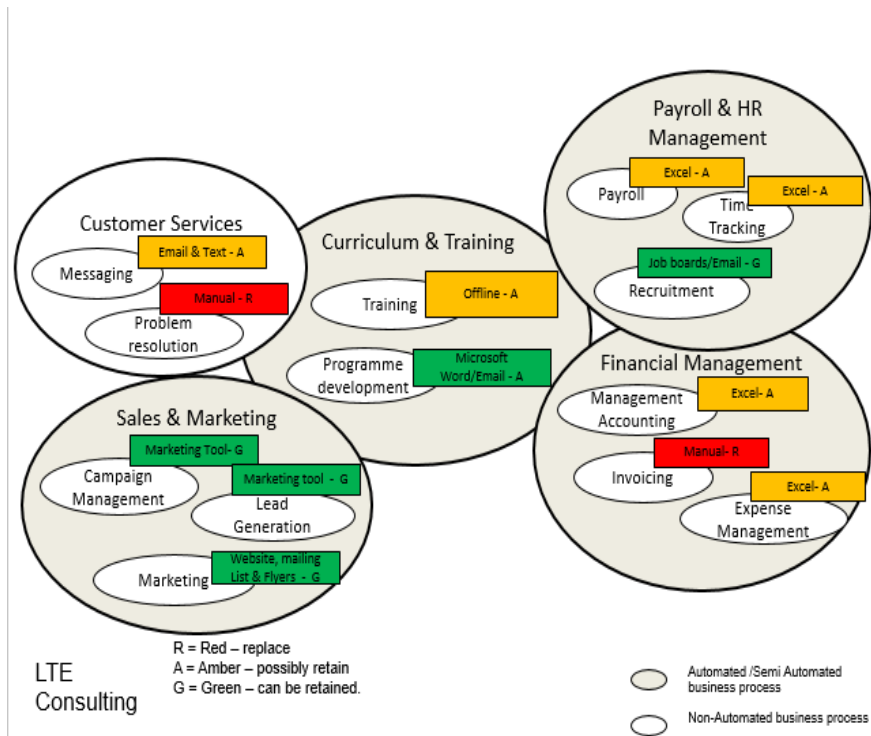 Payroll & HR
Management
Excel - A
Payroll
Excel - A
Time
Tracking
Job boards/Email - G
Recruitment
Customer Services
Email & Text - A
Messaging
Manual - R
Problem
resolution
Curriculum & Training
Offline - A
Training
Microsoft
Word/Email - A
Programme
development
Financial Management
Excel- A
Management
Accounting
Manual- R
Invoicing
Excel- A
Expense
Management
Sales & Marketing
Marketing Tool- G
Campaign
Management
Marketing tool - G
Lead
Generation
Website, mailing
List & Flyers - G
Marketing
LTE
Consulting
R = Red – replace
A = Amber – possibly retain
G = Green – can be retained.
Automated /Semi Automated
business process
Non-Automated business process